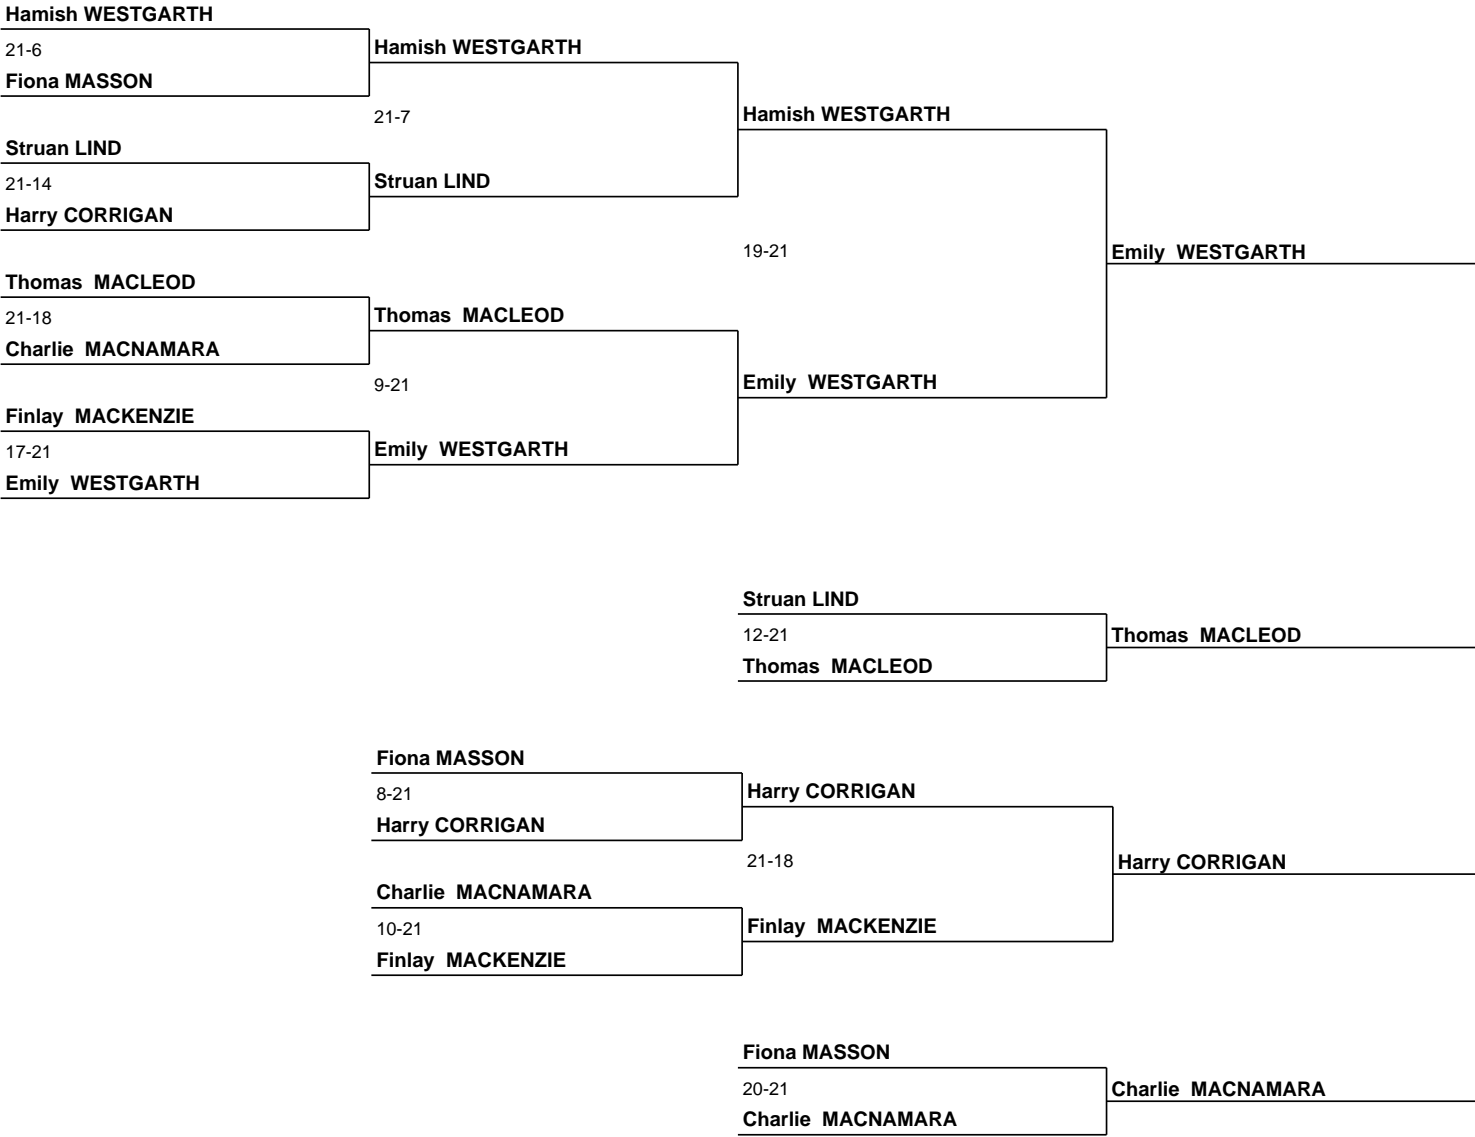 Hamish WESTGARTH
21-6
Hamish WESTGARTH
Fiona MASSON
21-7
Hamish WESTGARTH
Struan LIND
21-14
Struan LIND
Harry CORRIGAN
19-21
Emily WESTGARTH
Thomas MACLEOD
21-18
Thomas MACLEOD
Charlie MACNAMARA
9-21
Emily WESTGARTH
Finlay MACKENZIE
17-21
Emily WESTGARTH
Emily WESTGARTH
Struan LIND
12-21
Thomas MACLEOD
Thomas MACLEOD
Fiona MASSON
8-21
Harry CORRIGAN
Harry CORRIGAN
21-18
Harry CORRIGAN
Charlie MACNAMARA
10-21
Finlay MACKENZIE
Finlay MACKENZIE
Fiona MASSON
20-21
Charlie MACNAMARA
Charlie MACNAMARA